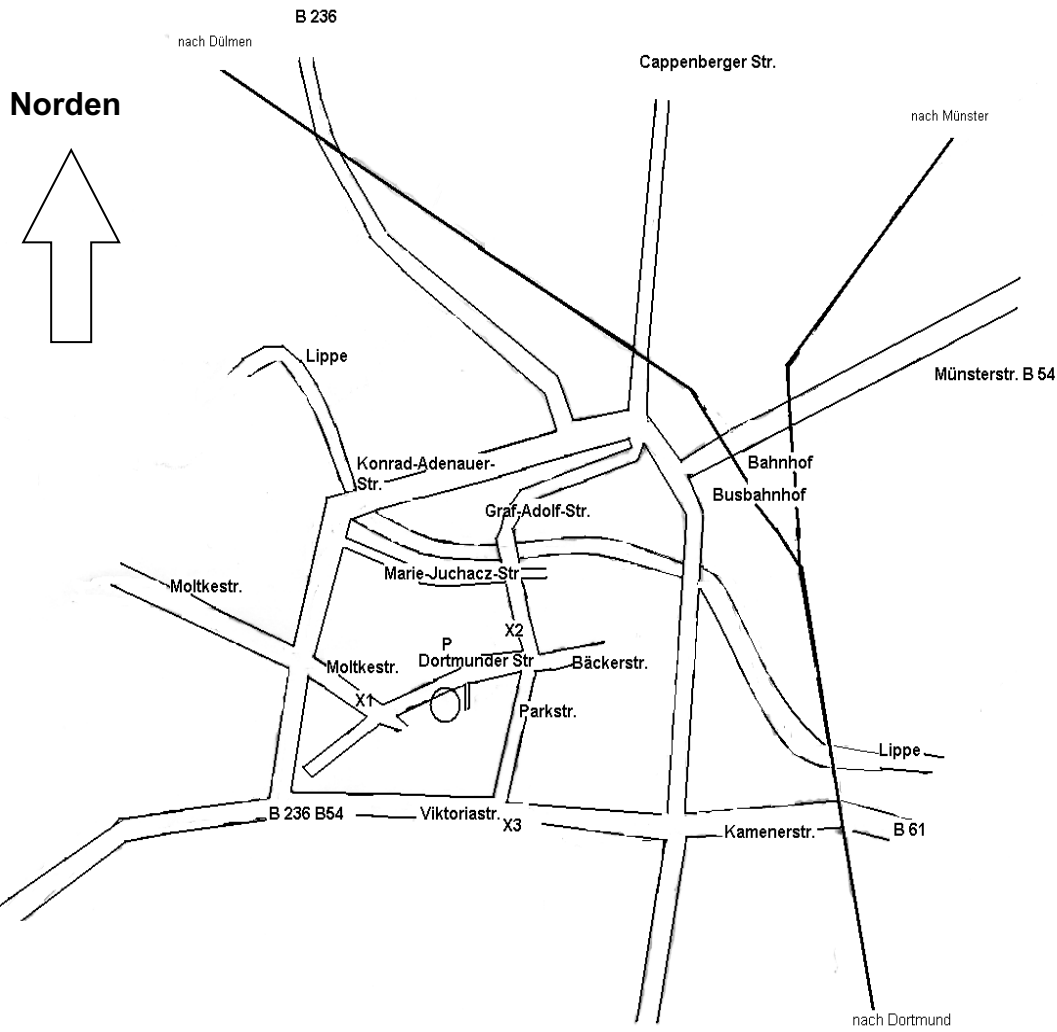 B 236
nach Dülmen
Cappenberger Str.
Norden
nach Münster
Lippe
Münsterstr. B 54
Konrad-Adenauer-
Str.
Bahnhof
Busbahnhof
Graf-Adolf-Str.
Marie-Juchacz-Str
Moltkestr.
X2
P
Dortmunder Str
Bäckerstr.
Moltkestr.
X1
Parkstr.
Lippe
B 236 B54
Viktoriastr.
X3
Kamenerstr.
B 61
nach Dortmund